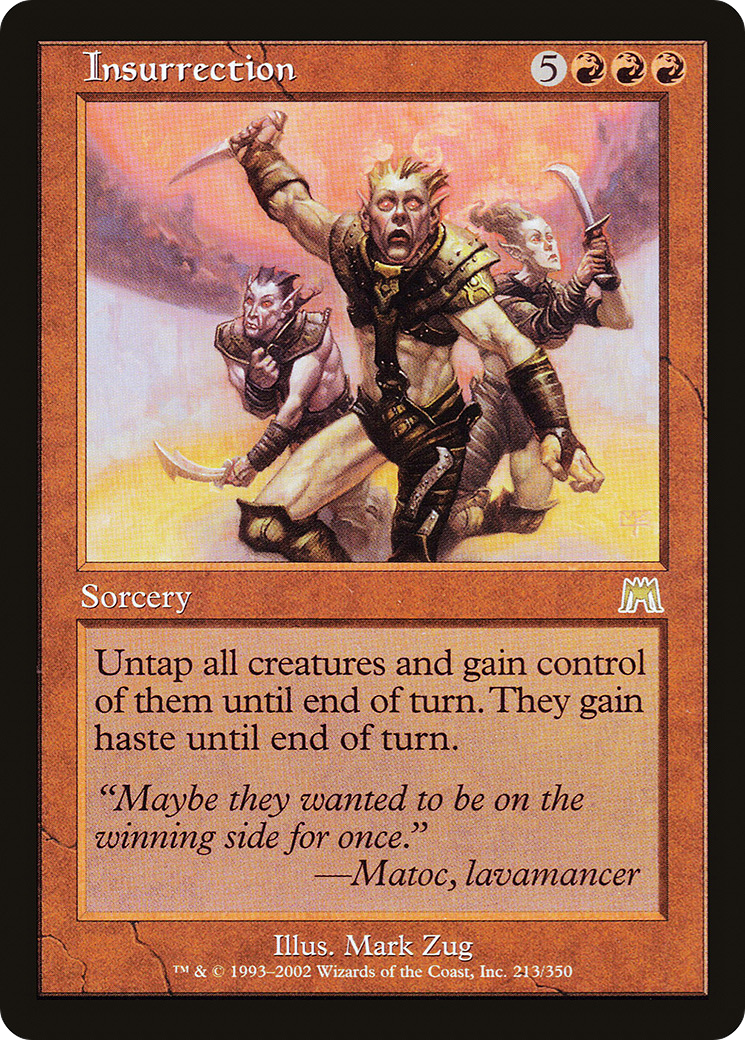 Insurrection 5
Sorcery
Untap all creatures and gain control
of them until end of turn. They gain
haste until end of turn.
“Maybe they wanted to be on the
winning side for once.”
—Matoc, lavamancer
Illus. Mark Zug
™ & © 1993–2002 Wizards of the Coast, Inc. 213/350